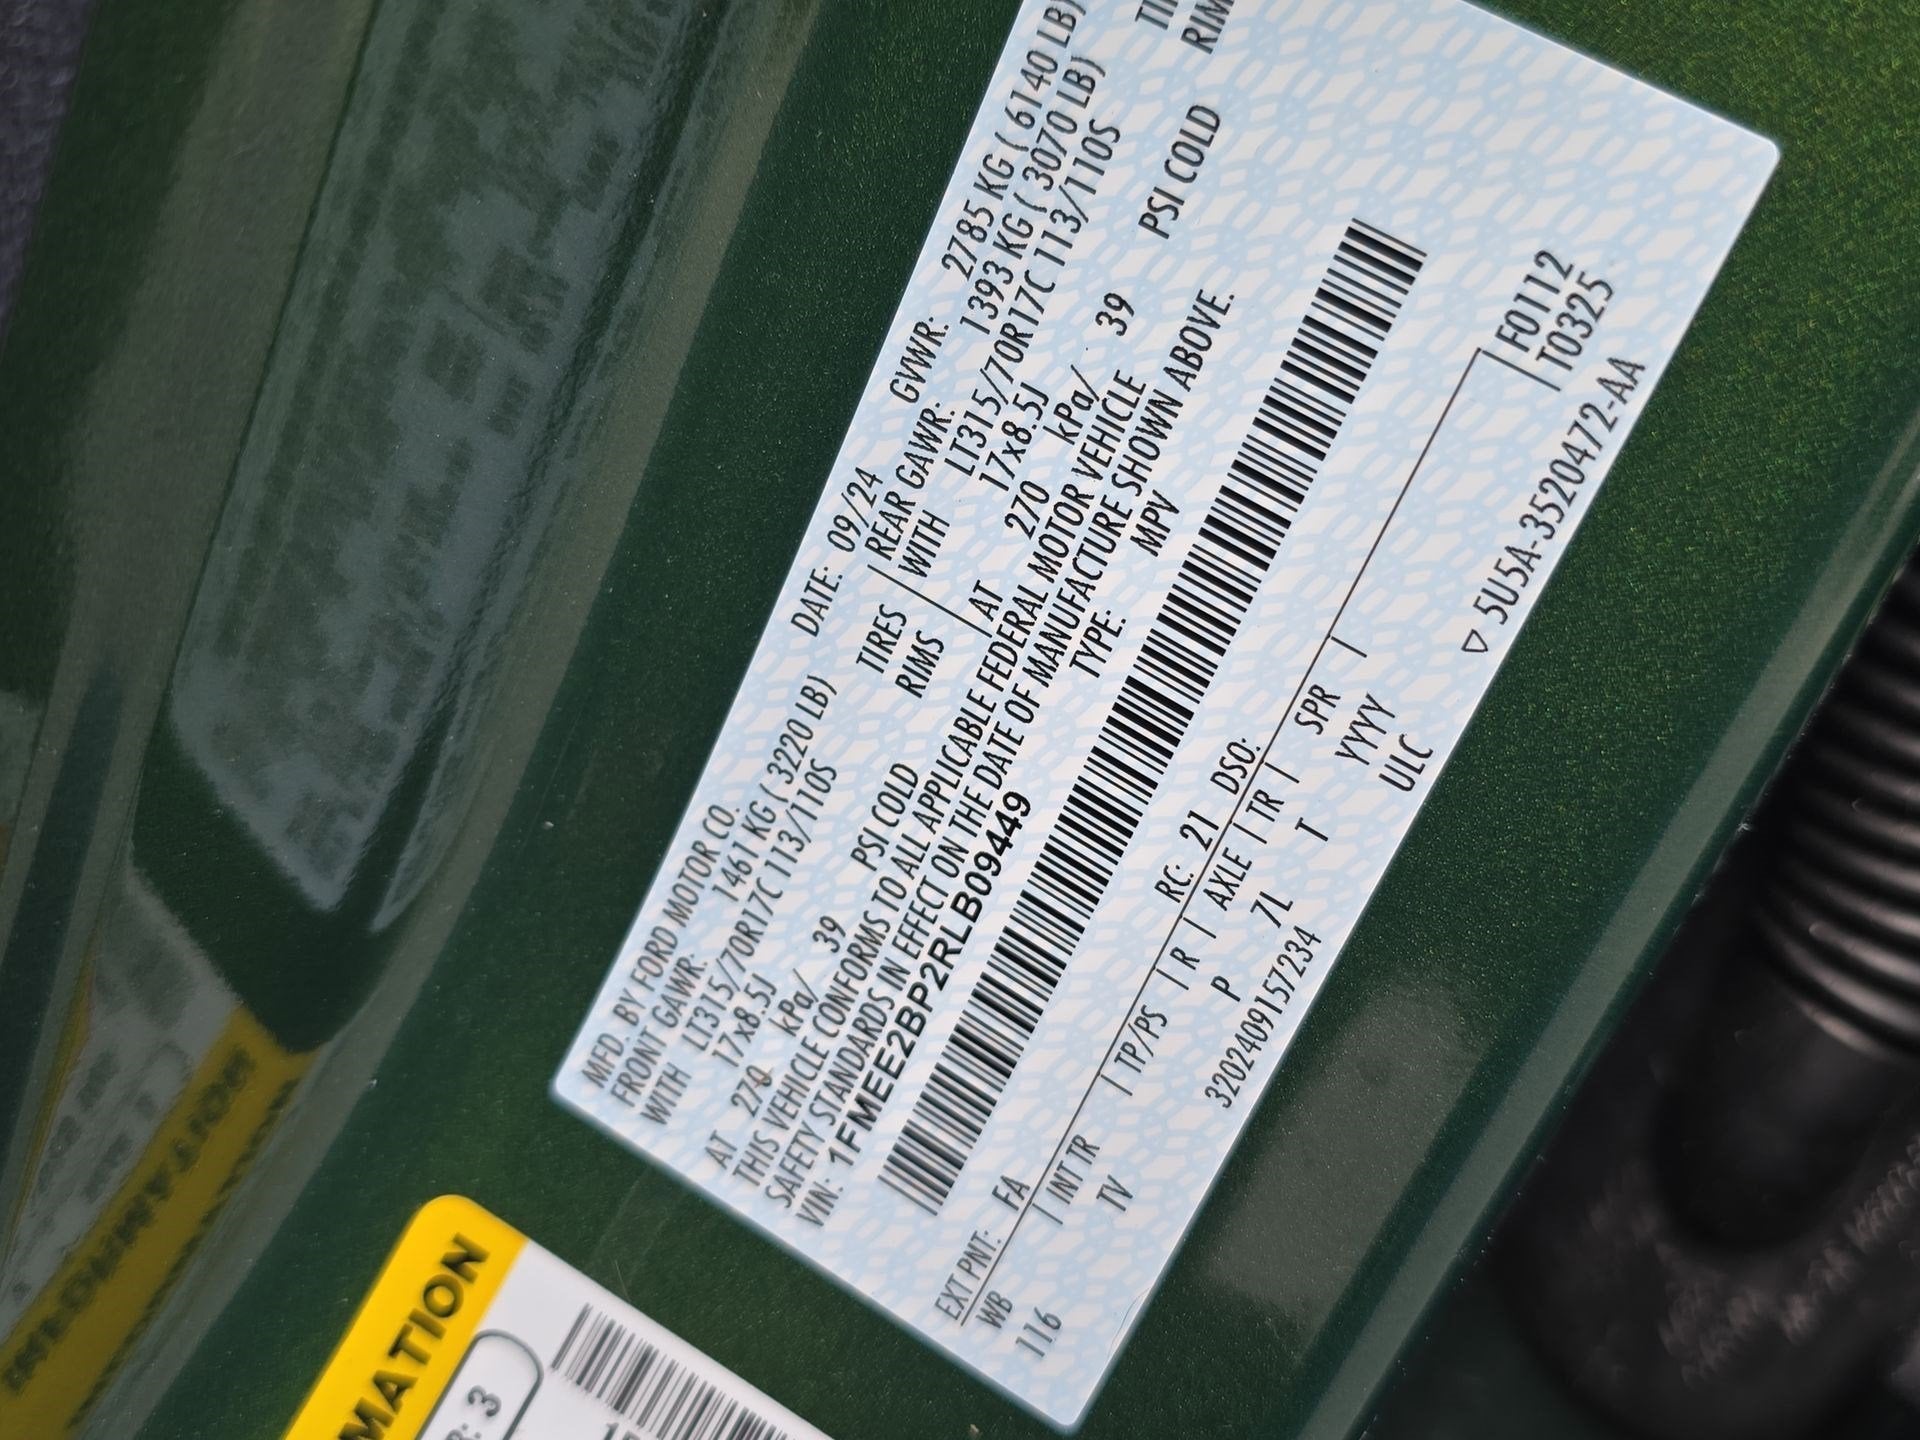 MFD. BY FORD MOTOR CO. DATE: 09/24 GVWR: 2785 KG ( 6140 LB)
FRONT GAWR: 1461 KG ( 3220 LB) REAR GAWR: 1393 KG ( 3070 LB)
WITH LT315/70R17C 113/110S TIRES WITH LT315/70R17C 113/110S
17x8.5J RIMS 17x8.5J
AT 270 kPa/ 39 PSI COLD AT 270 kPa/ 39 PSI COLD
THIS VEHICLE CONFORMS TO ALL APPLICABLE FEDERAL MOTOR VEHICLE
SAFETY STANDARDS IN EFFECT ON THE DATE OF MANUFACTURE SHOWN ABOVE.
VIN: 1FMEE2BP2RLB09449 TYPE: MPV
EXT PNT: FA RC: 21 DSO:
WB | INT TR | TP/PS | R | AXLE | TR | SPR | F0112
116 TV P 7L T YYYY T0325
3202409157234 ULC
▽ 5U5A-3520472-AA
MATION
R: 3